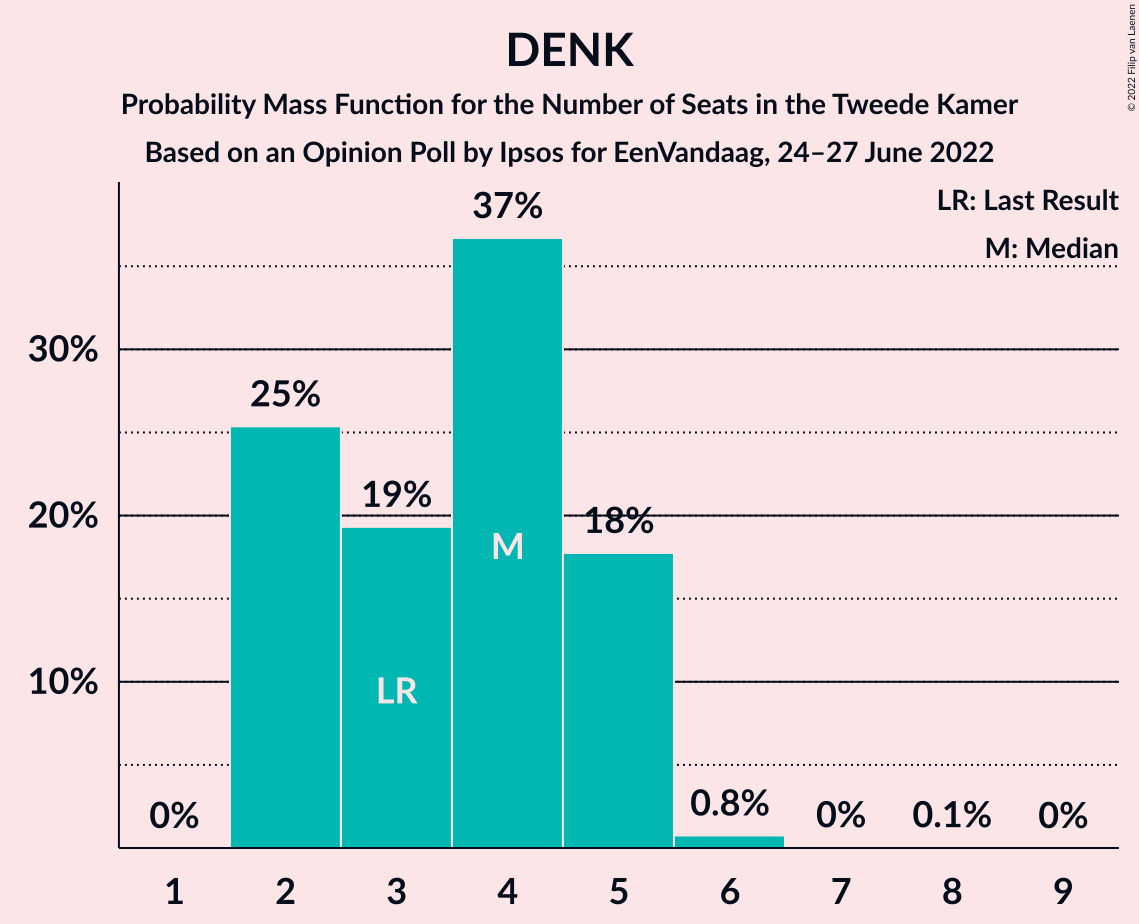 DENK
Probability Mass Function for the Number of Seats in the Tweede Kamer
Based on an Opinion Poll by Ipsos for EenVandaag, 24–27 June 2022
© 2022 Filip van Laenen
LR: Last Result
M: Median
30%
20%
10%
0%
25%
19%
37%
18%
0.8%
0%
0.1%
0%
LR
M
1 2 3 4 5 6 7 8 9